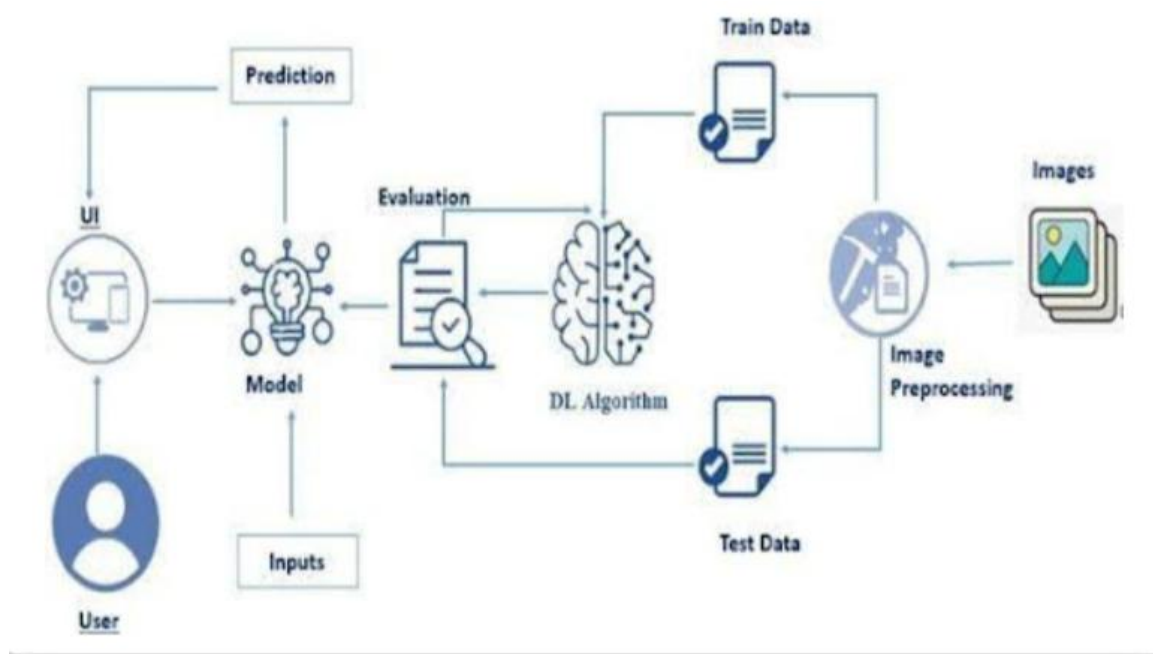 Train Data
Prediction
Images
Evaluation
UI
Image
Preprocessing
Model
DL Algorithm
Test Data
Inputs
User